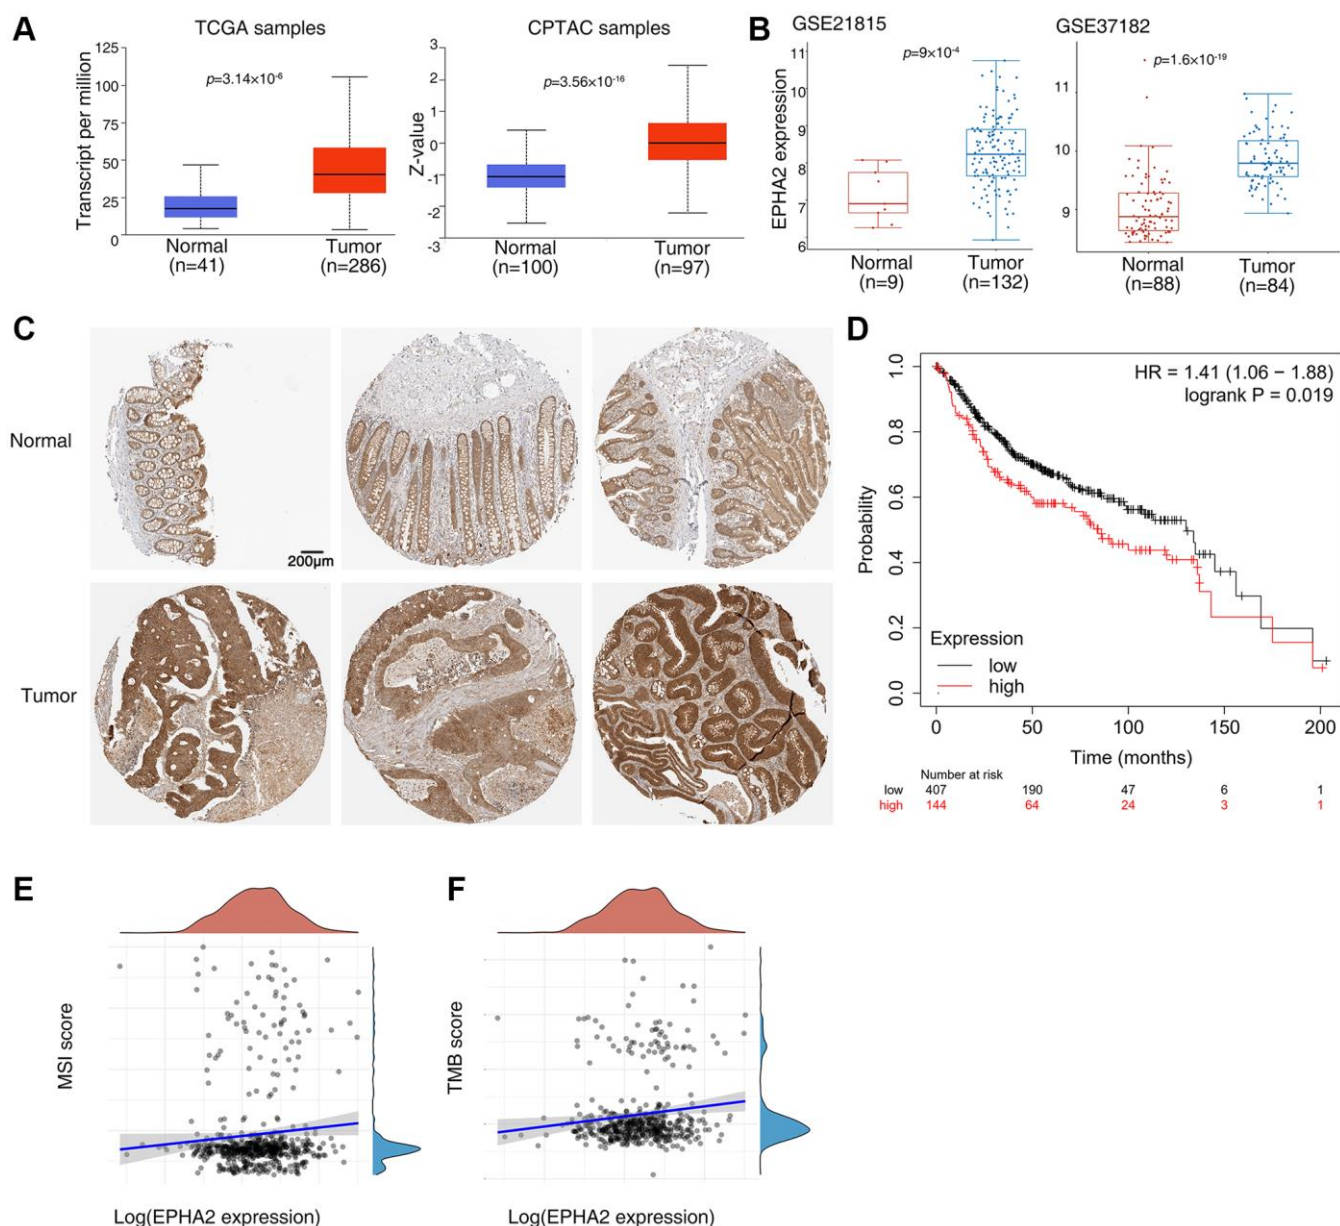 A
TCGA samples
Transcript per million
125
100
75
50
25
0
p=3.14×10-6
Normal
(n=41)
Tumor
(n=286)
CPTAC samples
Z-value
3
2
1
0
-1
-2
-3
p=3.56×10-16
Normal
(n=100)
Tumor
(n=97)
B
GSE21815
EPHA2 expression
11
10
9
8
7
6
p=9×10-4
Normal
(n=9)
Tumor
(n=132)
GSE37182
11
10
9
p=1.6×10-19
Normal
(n=88)
Tumor
(n=84)
C
Normal
200μm
Tumor
D
HR = 1.41 (1.06 − 1.88)
logrank P = 0.019
Probability
1.0
0.8
0.6
0.4
0.2
0.0
Expression
low
high
0 50 100 150 200
Time (months)
Number at risk
low 407 190 47 6 1
high 144 64 24 3 1
E
MSI score
Log(EPHA2 expression)
F
TMB score
Log(EPHA2 expression)